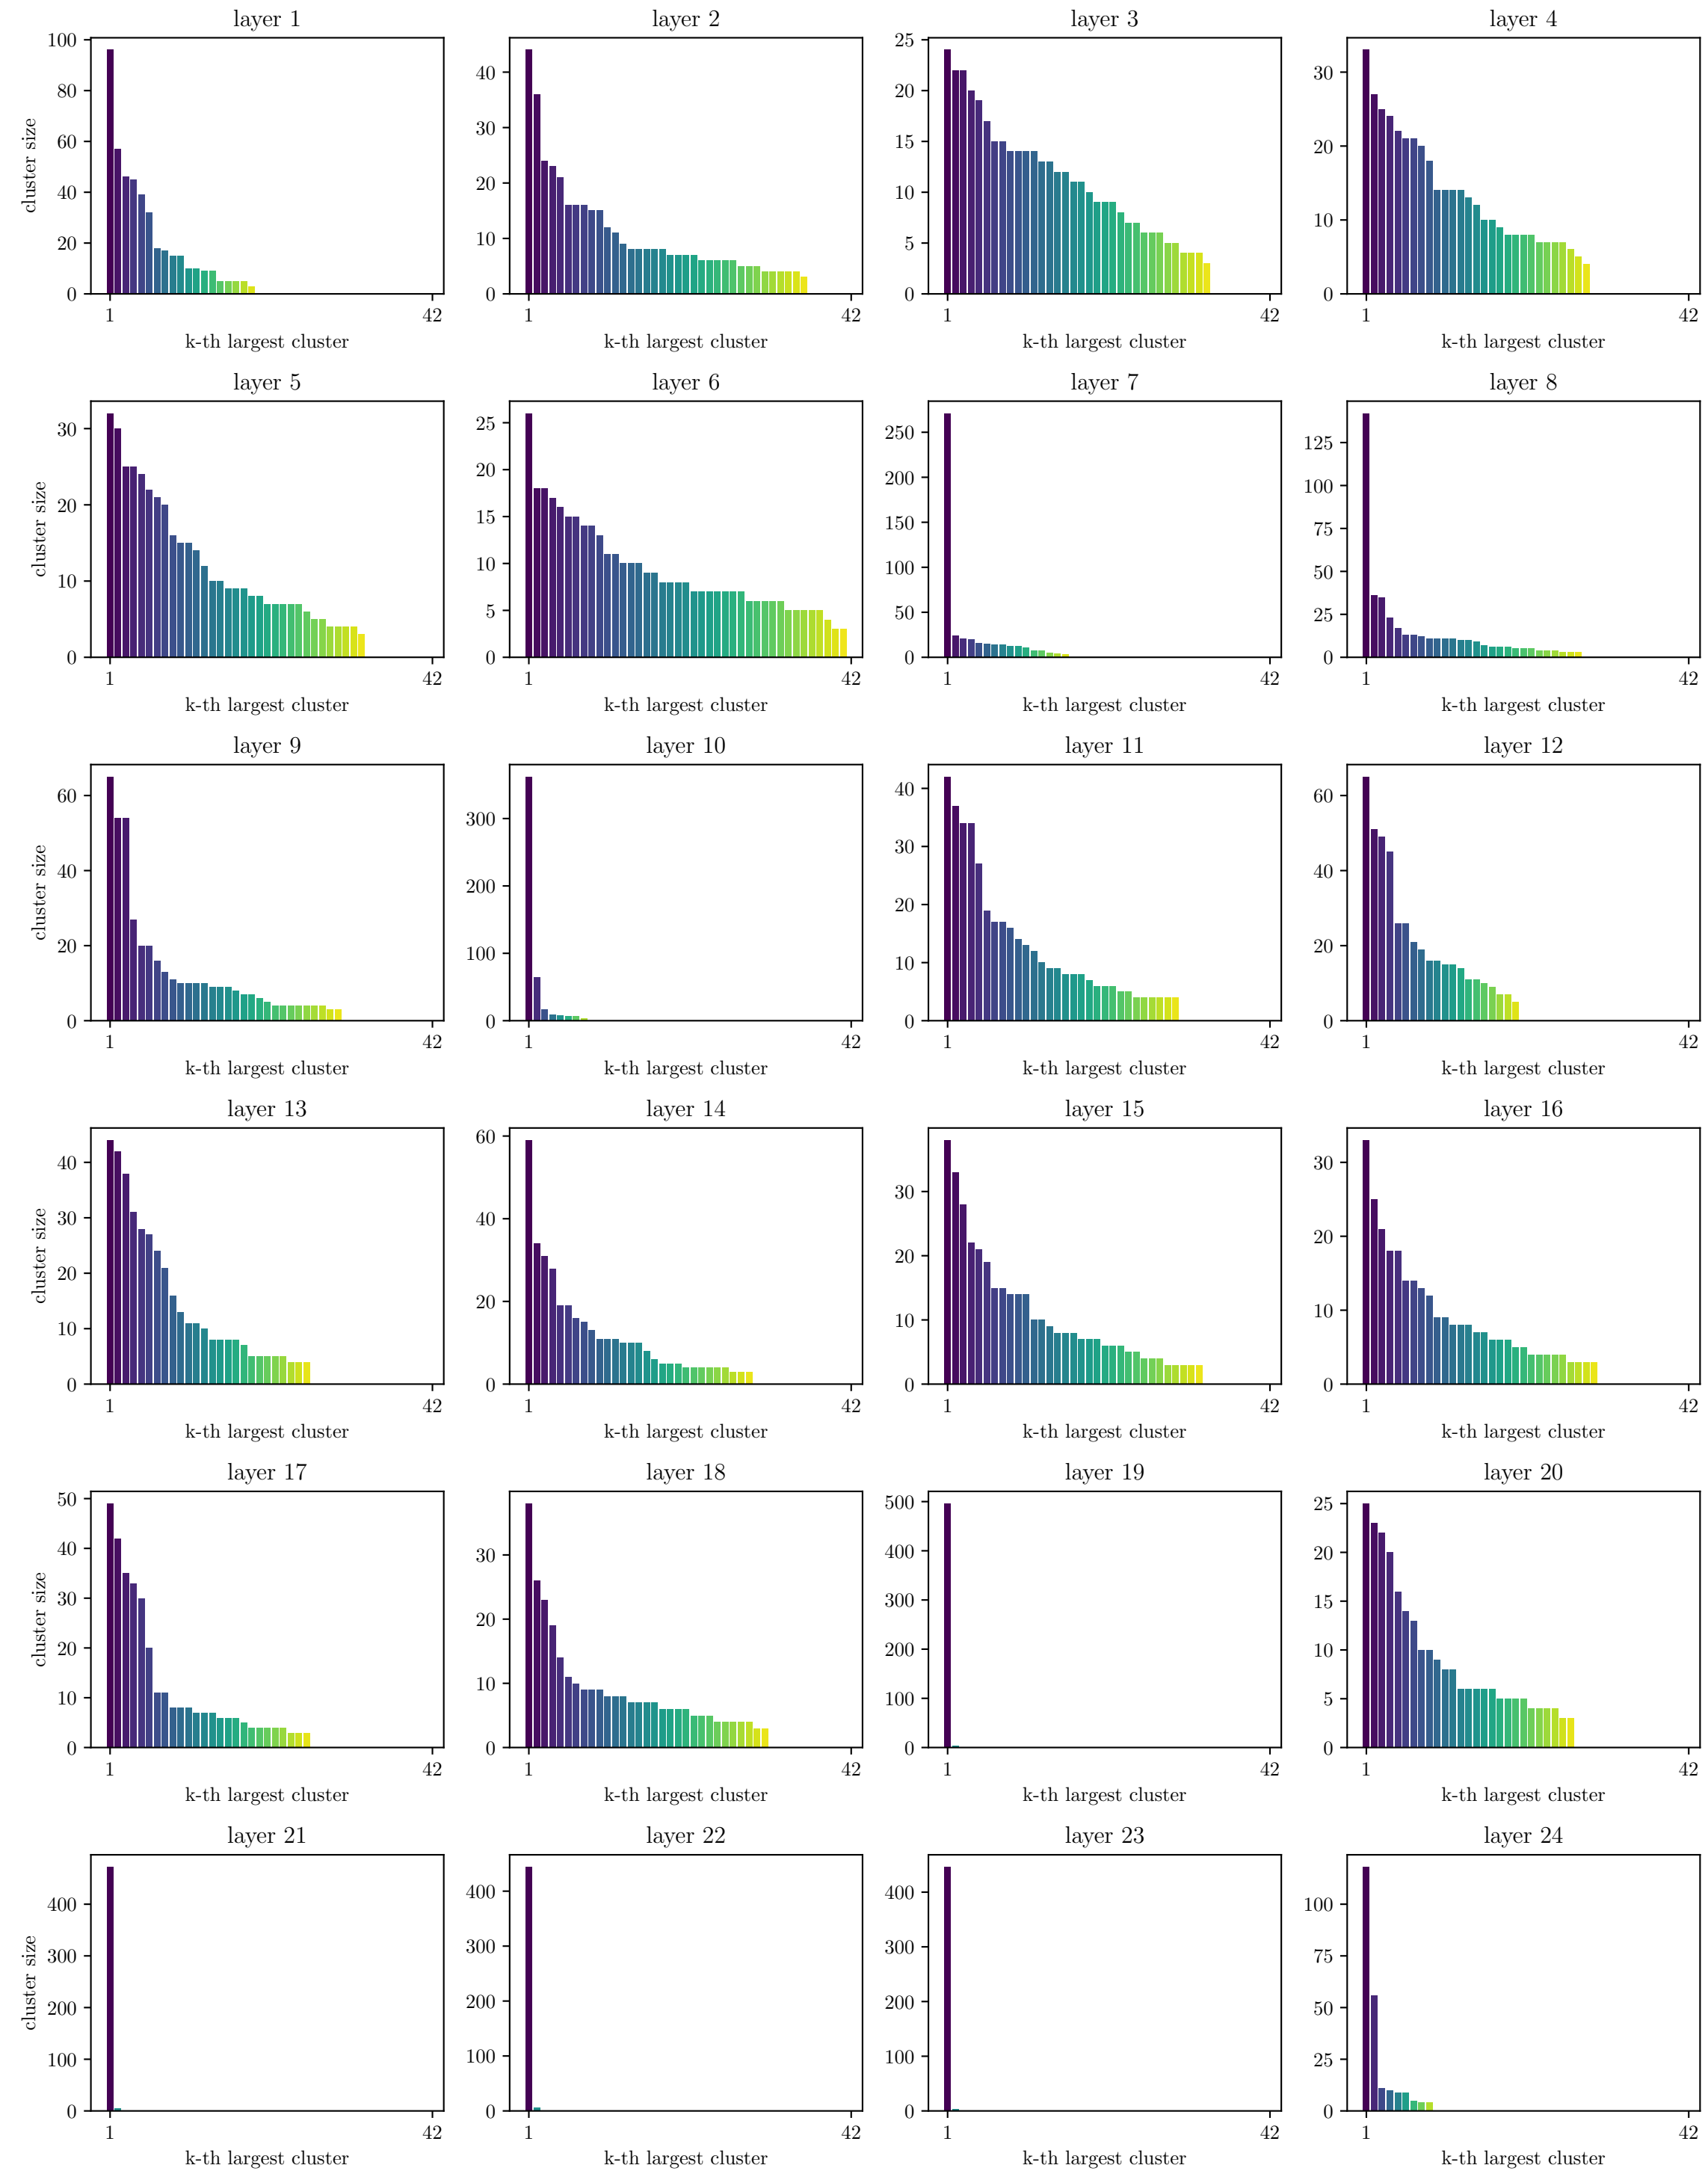 layer 1
100
80
60
40
20
0
cluster size
1 42
k-th largest cluster
layer 2
40
30
20
10
0
1 42
k-th largest cluster
layer 3
25
20
15
10
5
0
1 42
k-th largest cluster
layer 4
30
20
10
0
1 42
k-th largest cluster
layer 5
30
20
10
0
cluster size
1 42
k-th largest cluster
layer 6
25
20
15
10
5
0
1 42
k-th largest cluster
layer 7
250
200
150
100
50
0
1 42
k-th largest cluster
layer 8
125
100
75
50
25
0
1 42
k-th largest cluster
layer 9
60
40
20
0
cluster size
1 42
k-th largest cluster
layer 10
300
200
100
0
1 42
k-th largest cluster
layer 11
40
30
20
10
0
1 42
k-th largest cluster
layer 12
60
40
20
0
1 42
k-th largest cluster
layer 13
40
30
20
10
0
cluster size
1 42
k-th largest cluster
layer 14
60
40
20
0
1 42
k-th largest cluster
layer 15
30
20
10
0
1 42
k-th largest cluster
layer 16
30
20
10
0
1 42
k-th largest cluster
layer 17
50
40
30
20
10
0
cluster size
1 42
k-th largest cluster
layer 18
30
20
10
0
1 42
k-th largest cluster
layer 19
500
400
300
200
100
0
1 42
k-th largest cluster
layer 20
25
20
15
10
5
0
1 42
k-th largest cluster
layer 21
400
300
200
100
0
cluster size
1 42
k-th largest cluster
layer 22
400
300
200
100
0
1 42
k-th largest cluster
layer 23
400
300
200
100
0
1 42
k-th largest cluster
layer 24
100
75
50
25
0
1 42
k-th largest cluster